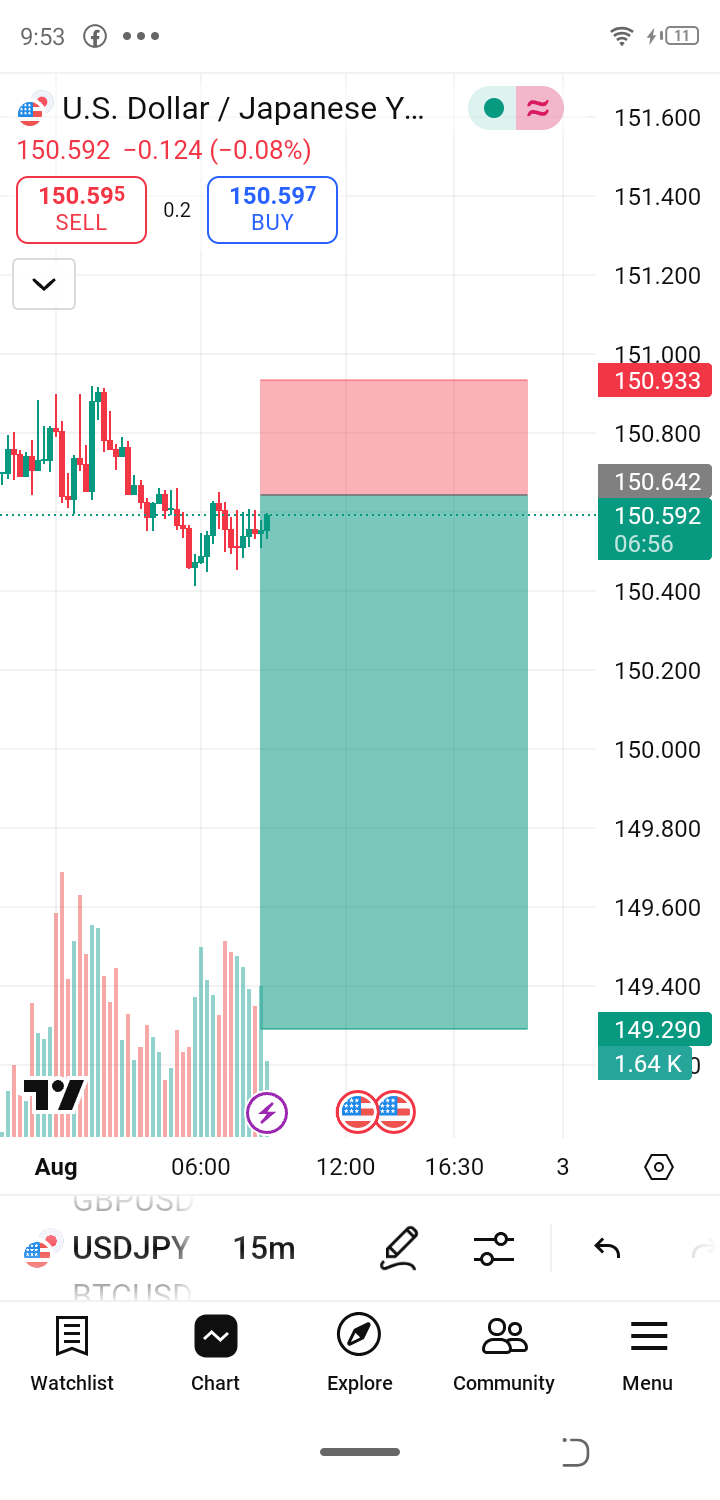 9:53
11
U.S. Dollar / Japanese Y...
150.592 −0.124 (−0.08%)
150.595
SELL
0.2
150.597
BUY
151.600
151.400
151.200
151.000
150.933
150.800
150.642
150.592
06:56
150.400
150.200
150.000
149.800
149.600
149.400
149.290
1.64 K
0
Aug
06:00
12:00
16:30
3
GBPUSD
USDJPY
15m
BTCUSD
Watchlist
Chart
Explore
Community
Menu